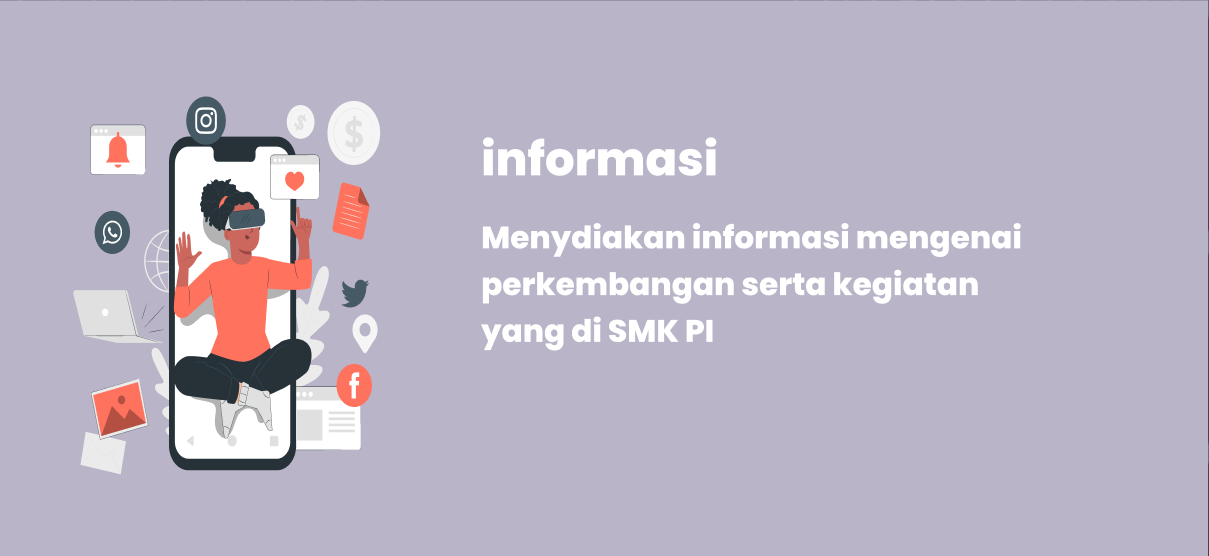 informasi
Menydiakan informasi mengenai
perkembangan serta kegiatan
yang di SMK PI